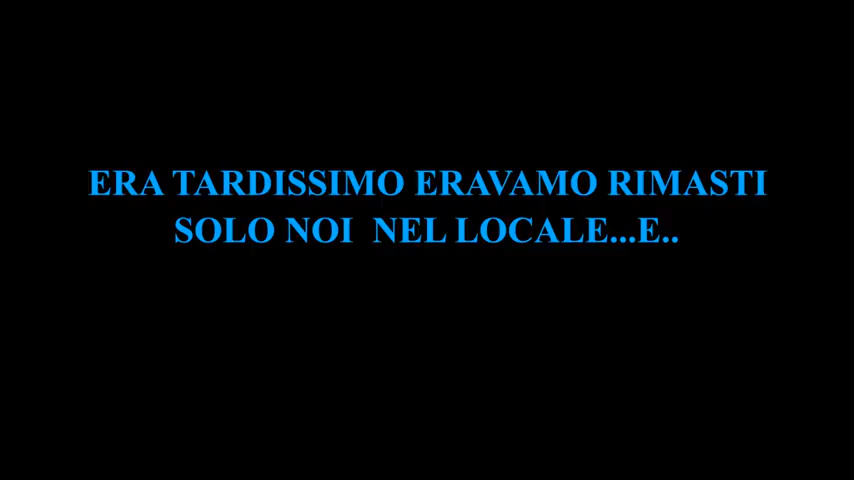 ERA TARDISSIMO ERAVAMO RIMASTI
SOLO NOI  NEL LOCALE...E..